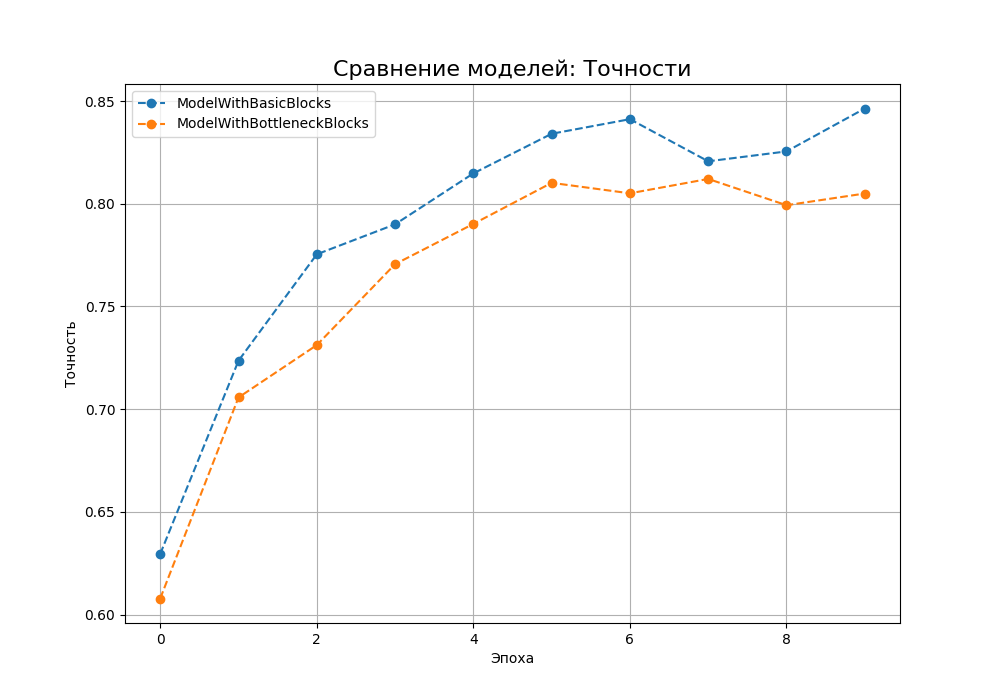 Сравнение моделей: Точности
ModelWithBasicBlocks
ModelWithBottleneckBlocks
0.85
0.80
0.75
0.70
0.65
0.60
Точность
0 2 4 6 8
Эпоха